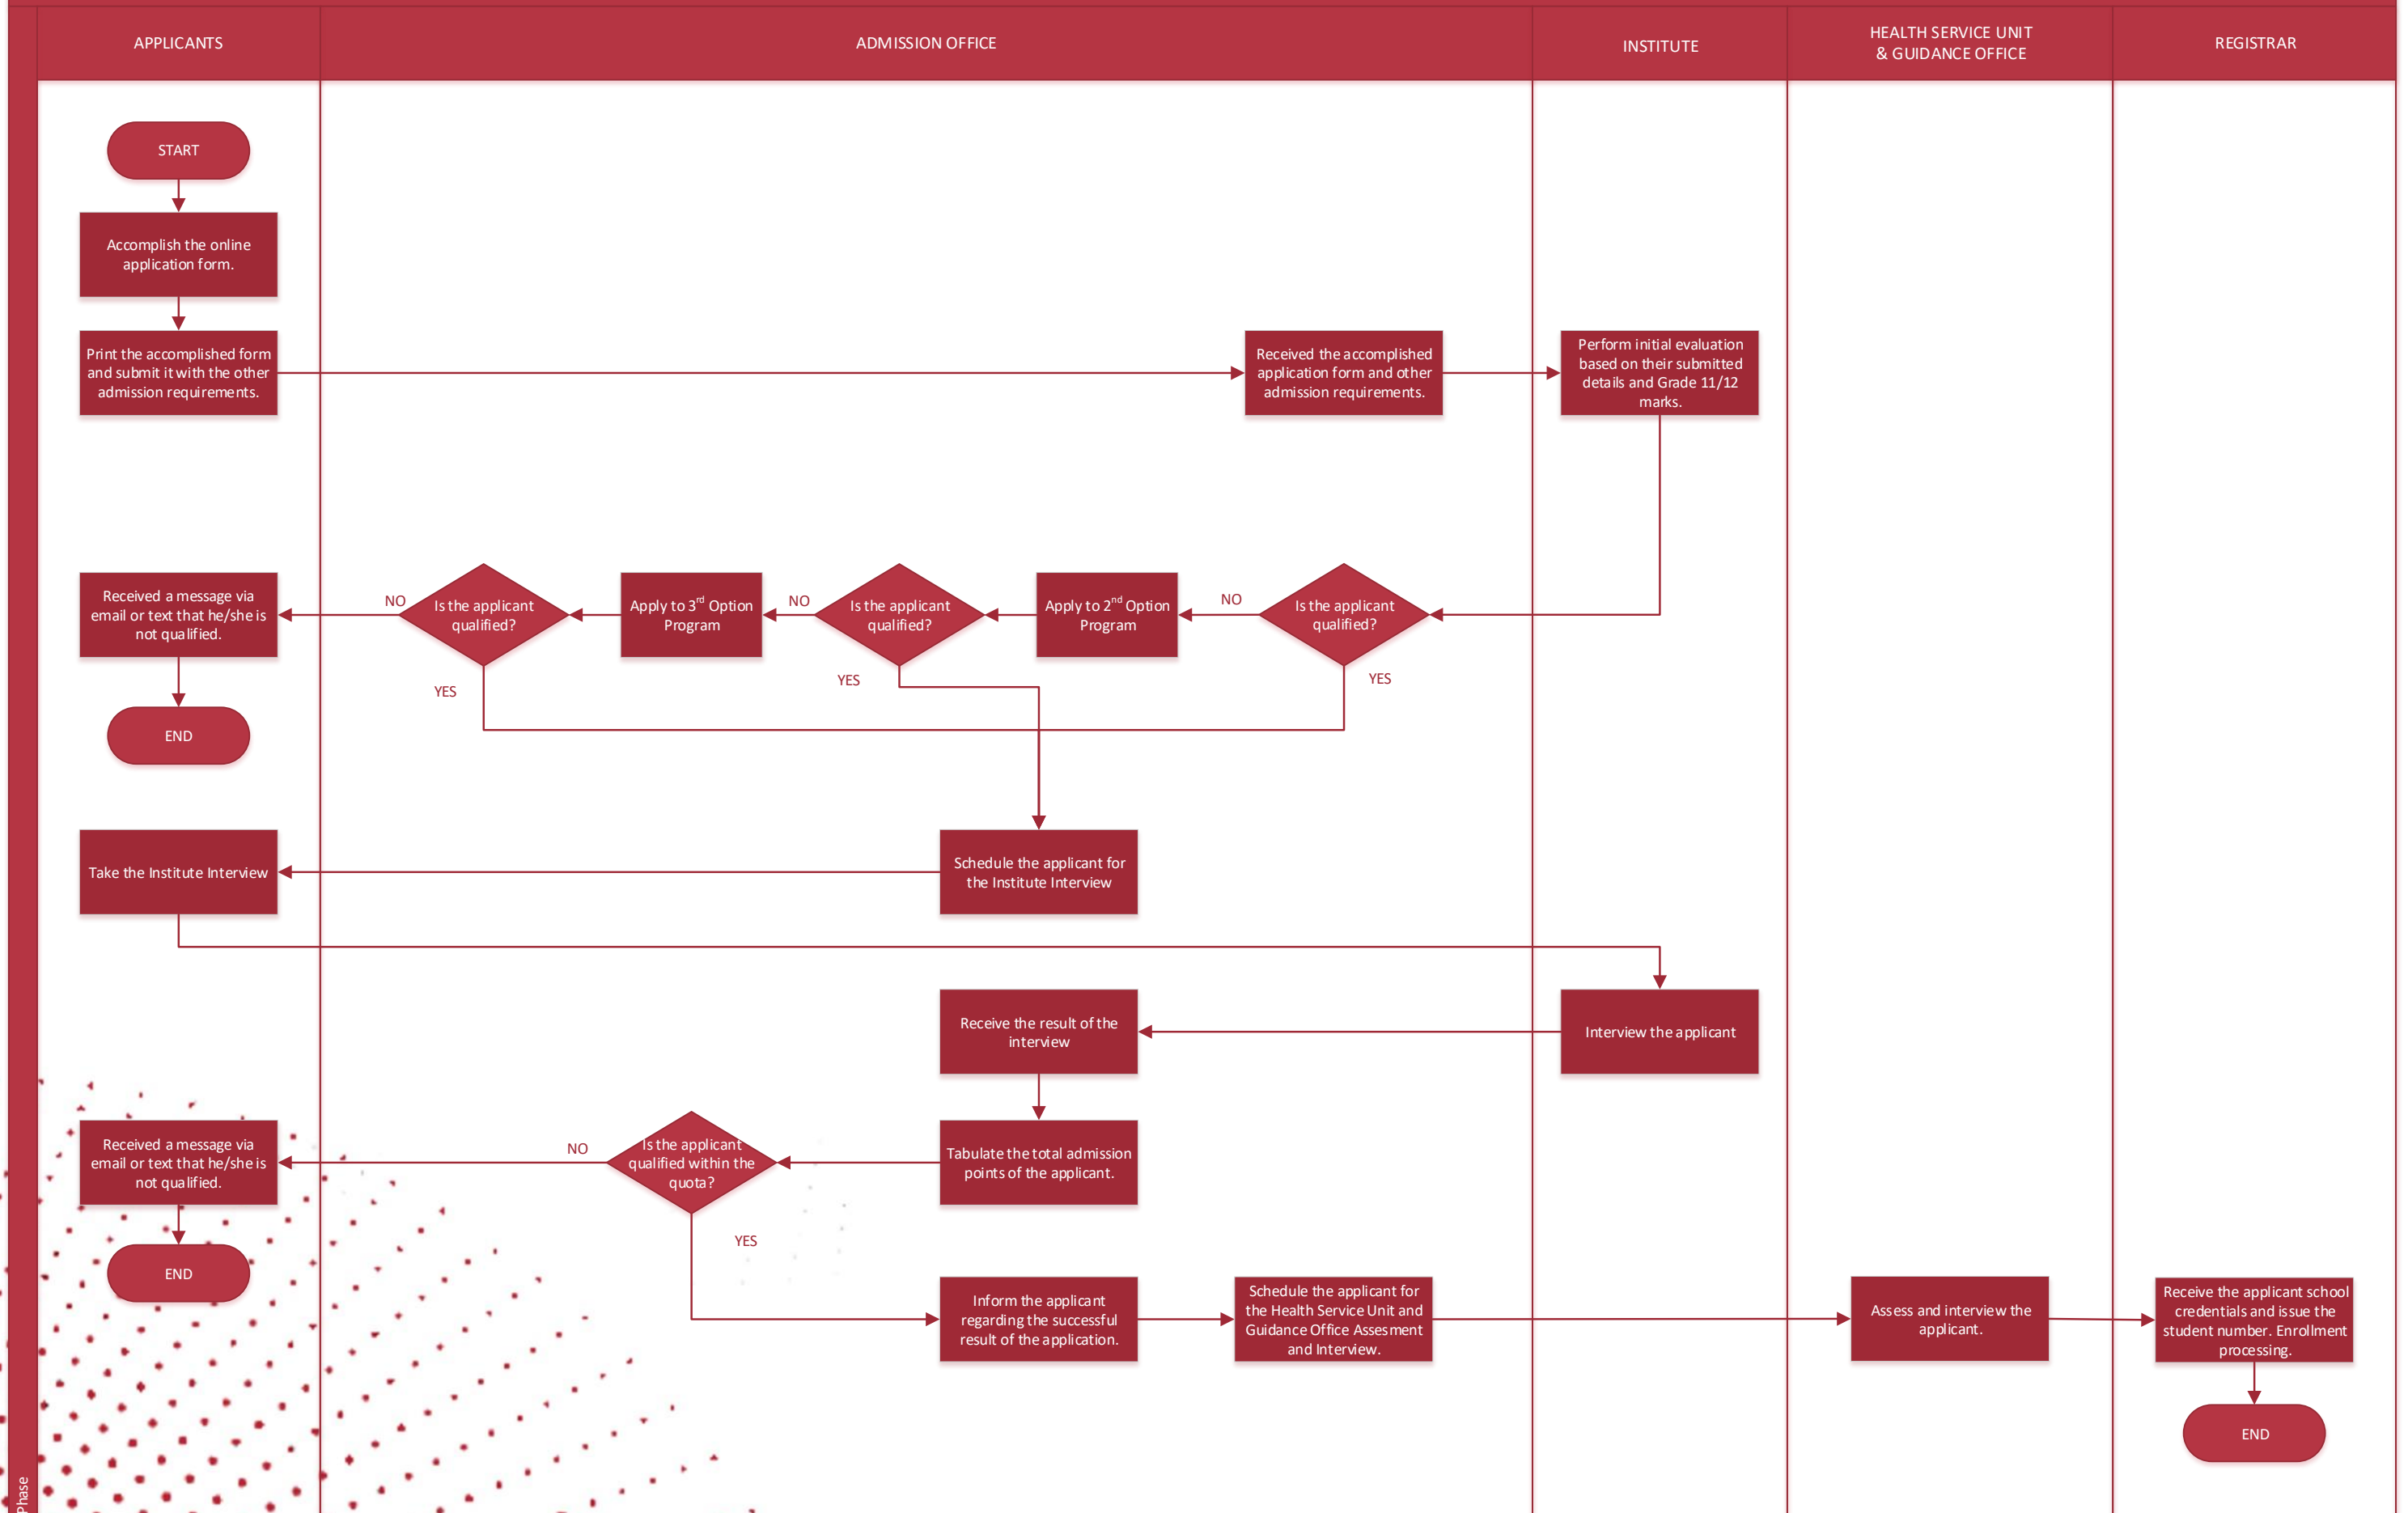 APPLICANTS
ADMISSION OFFICE
INSTITUTE
HEALTH SERVICE UNIT
& GUIDANCE OFFICE
REGISTRAR
START
Accomplish the online
application form.
Print the accomplished form
and submit it with the other
admission requirements.
Received the accomplished
application form and other
admission requirements.
Perform initial evaluation
based on their submitted
details and Grade 11/12
marks.
Received a message via
email or text that he/she is
not qualified.
NO
Is the applicant
qualified?
YES
Apply to 3rd Option
Program
NO
Is the applicant
qualified?
YES
Apply to 2nd Option
Program
NO
Is the applicant
qualified?
YES
END
Take the Institute Interview
Schedule the applicant for
the Institute Interview
Receive the result of the
interview
Interview the applicant
Received a message via
email or text that he/she is
not qualified.
NO
Is the applicant
qualified within the
quota?
YES
Tabulate the total admission
points of the applicant.
END
Inform the applicant
regarding the successful
result of the application.
Schedule the applicant for
the Health Service Unit and
Guidance Office Assesment
and Interview.
Assess and interview the
applicant.
Receive the applicant school
credentials and issue the
student number. Enrollment
processing.
END
Phase